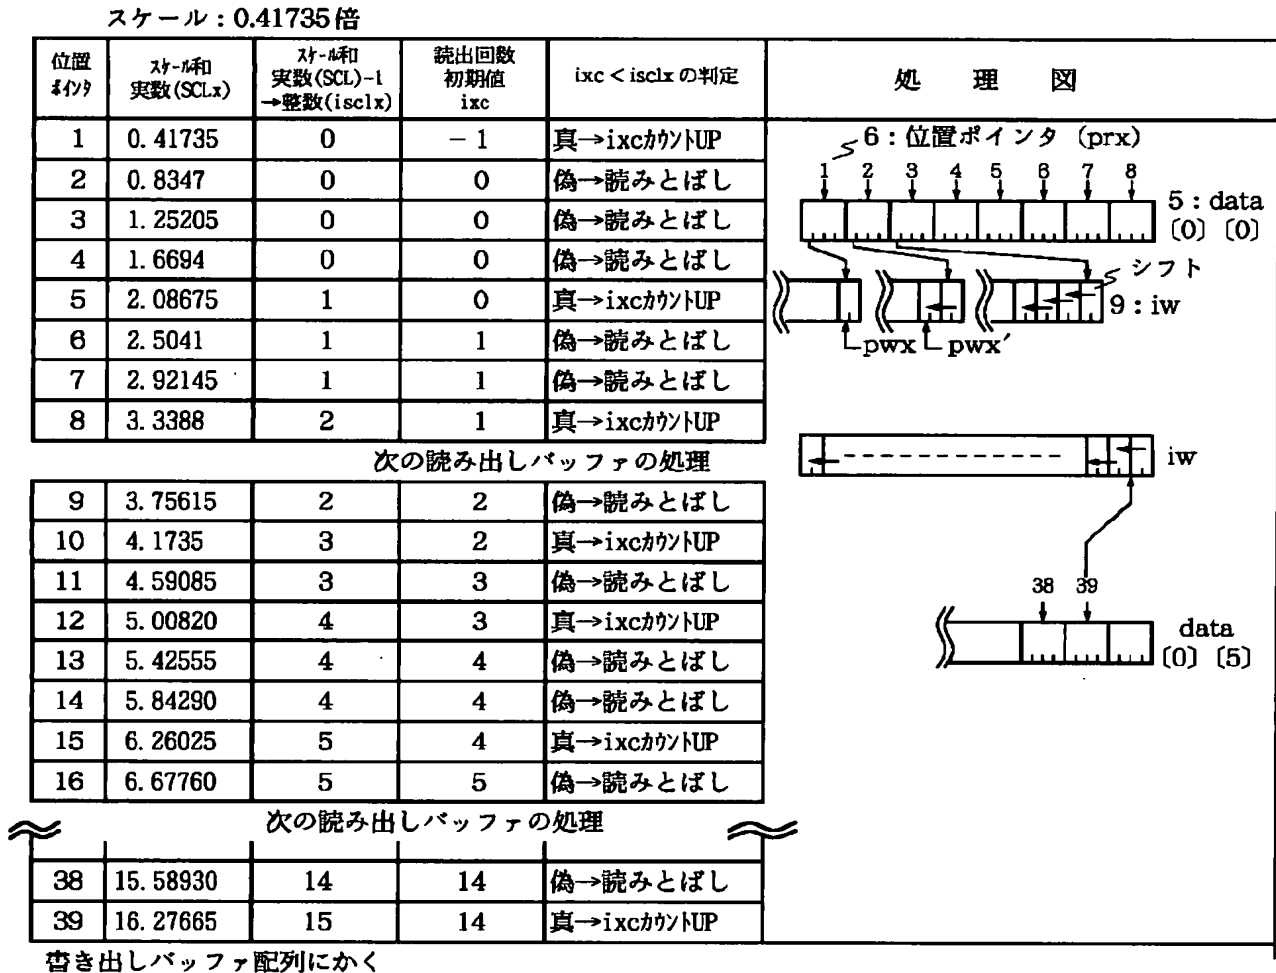 スケール：0.41735倍
位置ポインタ
スケール和実数(SCLx)
スケール和実数(SCL)-1→整数(isclx)
読出回数初期値ixc
ixc＜isclxの判定
処理図
1 0.41735 0 －1 真→ixcカウントUP
2 0.8347 0 0 偽→読みとばし
3 1.25205 0 0 偽→読みとばし
4 1.6694 0 0 偽→読みとばし
5 2.08675 1 0 真→ixcカウントUP
6 2.5041 1 1 偽→読みとばし
7 2.92145 1 1 偽→読みとばし
8 3.3388 2 1 真→ixcカウントUP
次の読み出しバッファの処理
9 3.75615 2 2 偽→読みとばし
10 4.1735 3 2 真→ixcカウントUP
11 4.59085 3 3 偽→読みとばし
12 5.00820 4 3 真→ixcカウントUP
13 5.42555 4 4 偽→読みとばし
14 5.84290 4 4 偽→読みとばし
15 6.26025 5 4 真→ixcカウントUP
16 6.67760 5 5 偽→読みとばし
次の読み出しバッファの処理
38 15.58930 14 14 偽→読みとばし
39 16.27665 15 14 真→ixcカウントUP
書き出しバッファ配列にかく
6：位置ポインタ (prx)
1 2 3 4 5 6 7 8
5：data
〔0〕〔0〕
シフト
9：iw
pwx pwx′
iw
38 39
data
〔0〕〔5〕